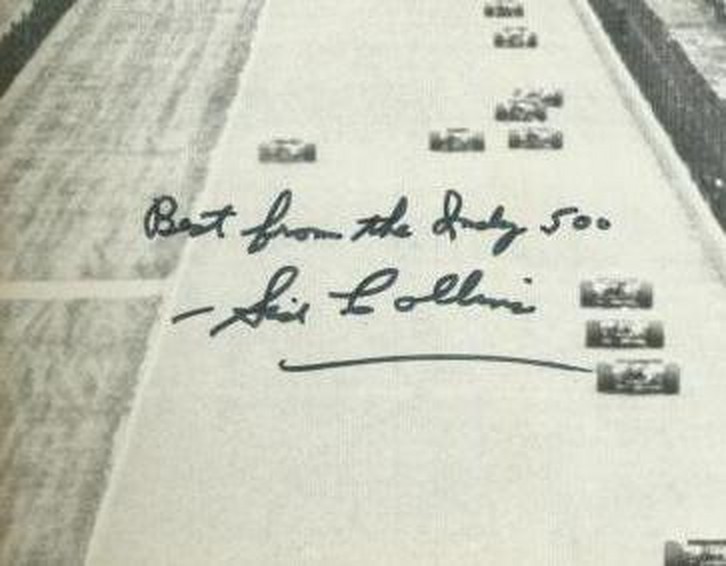 Best from the Indy 500
- Sid Collins